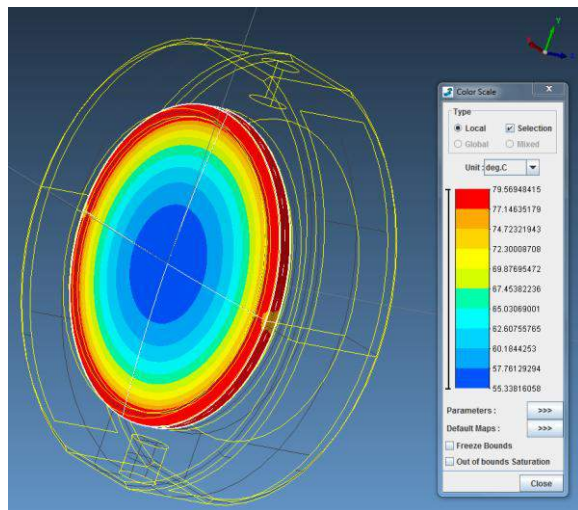 Color Scale
Type
Local Selection
Global Mixed
Unit : deg.C
79.56948415
77.14635179
74.72321943
72.30008708
69.87695472
67.45382236
65.03069001
62.60755765
60.1844253
57.76129294
55.33816058
Parameters : >>>
Default Maps : >>>
Freeze Bounds
Out of bounds Saturation
Close